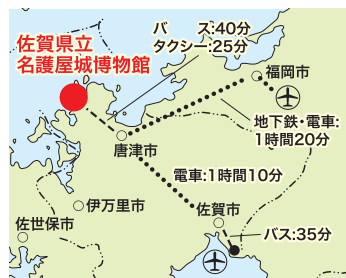 バ　　ス:40分
タクシー:25分
佐賀県立
名護屋城博物館
福岡市
地下鉄・電車:
1時間20分
唐津市
電車:1時間10分
伊万里市
佐賀市
佐世保市
バス:35分